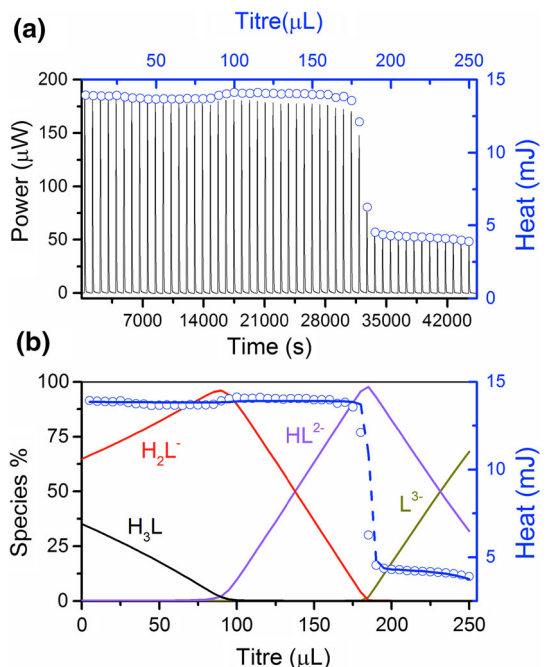 (a)
Titre(μL)
50 100 150 200 250
200
150
100
50
0
Power (μW)
15
10
5
0
Heat (mJ)
7000 14000 21000 28000 35000 42000
Time (s)
(b)
100
75
50
25
0
Species %
H₂L⁻
H₃L
HL²⁻
L³⁻
14
10
5
Heat (mJ)
0 50 100 150 200 250
Titre (μL)